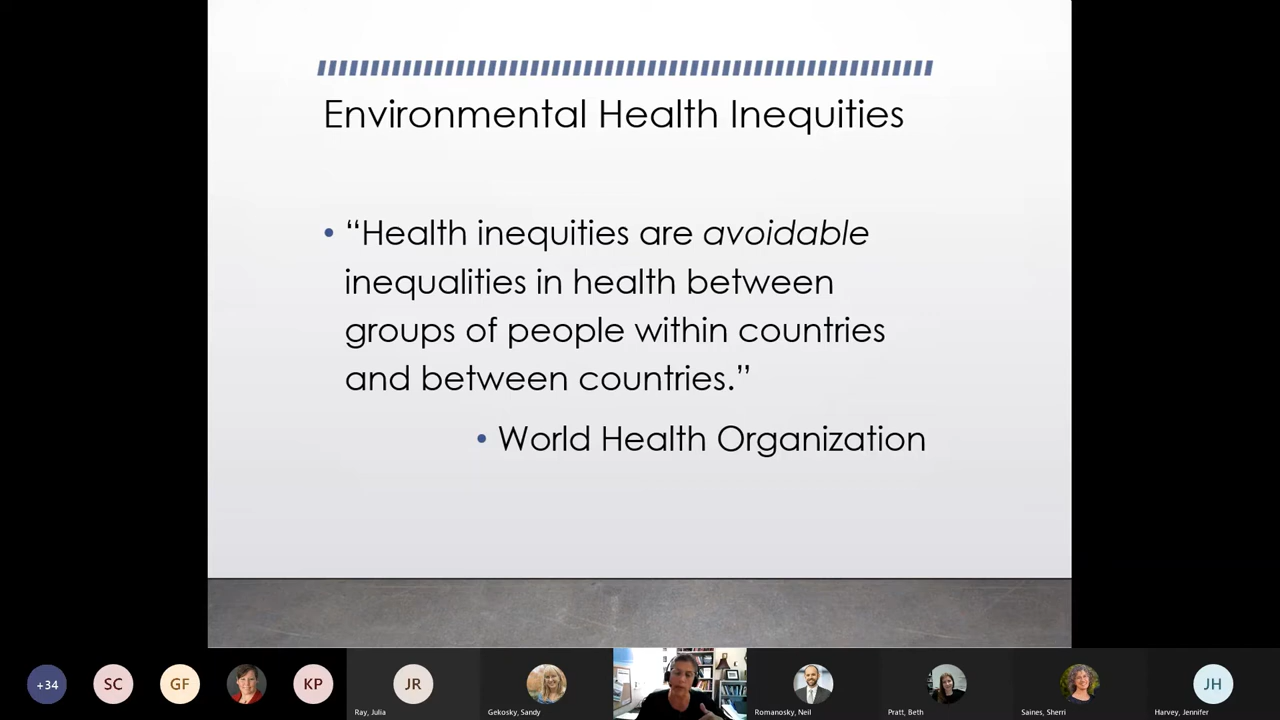 Environmental Health Inequities
• “Health inequities are avoidable
inequalities in health between
groups of people within countries
and between countries.”
• World Health Organization
+34
SC
GF
KP
JR
JH
Ray, Julia
Gekosky, Sandy
Romanosky, Neil
Pratt, Beth
Saines, Sherri
Harvey, Jennifer